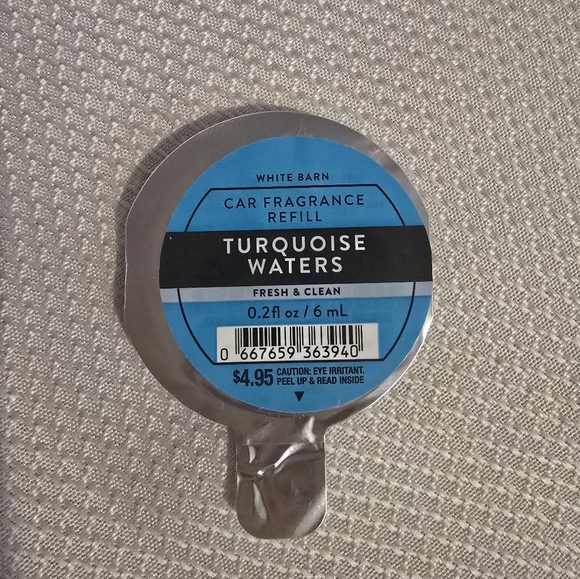 WHITE BARN
CAR FRAGRANCE
REFILL
TURQUOISE
WATERS
FRESH & CLEAN
0.2fl oz / 6 mL
0 667659 363940
$4.95 CAUTION: EYE IRRITANT.
PEEL UP & READ INSIDE